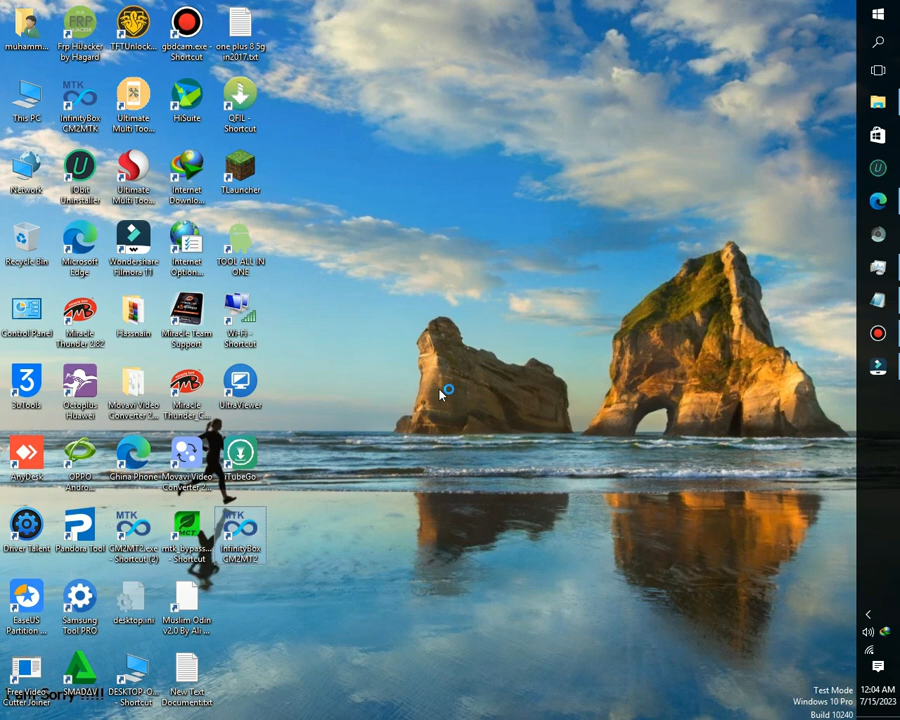 muhamm...
Frp HiJacker
by Hagard
TFTUnlock...
gbdcam.exe -
Shortcut
one plus 8 5g
in2017.txt
This PC
MTK
InfinityBox
CM2MTK
Ultimate
Multi Too...
HiSuite
QFIL -
Shortcut
Network
IObit
Uninstaller
Ultimate
Multi Too...
Internet
Downlo...
TLauncher
Recycle Bin
Microsoft
Edge
Wondershare
Filmora 11
Internet
Option...
TOOL ALL IN
ONE
Control Panel
Miracle
Thunder 2.82
Hassnain
Miracle Team
Support
Wi-Fi -
Shortcut
3uTools
Octoplus
Huawei
Movavi Video
Converter 2...
Miracle
Thunder_C...
UltraViewer
AnyDesk
OPPO
Andro...
China Phone
Movavi Video
Converter 2...
iTubeGo
Driver Talent
Pandora Tool
MTK
CM2MT2.exe
- Shortcut (2)
MCT
mtk_bypass...
- Shortcut
MTK
InfinityBox
CM2MT2
EaseUS
Partition ...
Samsung
Tool PRO
desktop.ini
Muslim Odin
v2.0 By Ali ...
Free Video
Cutter Joiner
SMADAV
DESKTOP-O...
- Shortcut
New Text
Document.txt
Test Mode
Windows 10 Pro
Build 10240
12:04 AM
7/15/2023